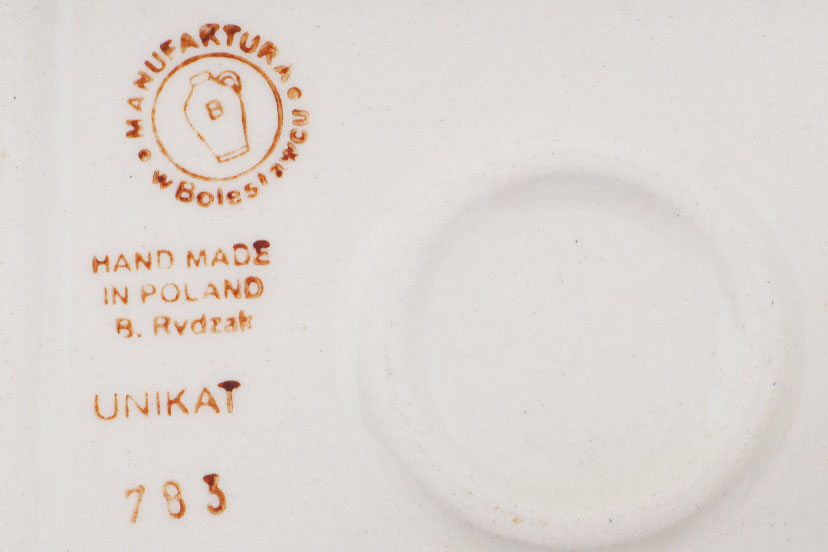 MANUFAKTURA
w Bolesławcu
B
HAND MADE
IN POLAND
B. Rydzak
UNIKAT
783